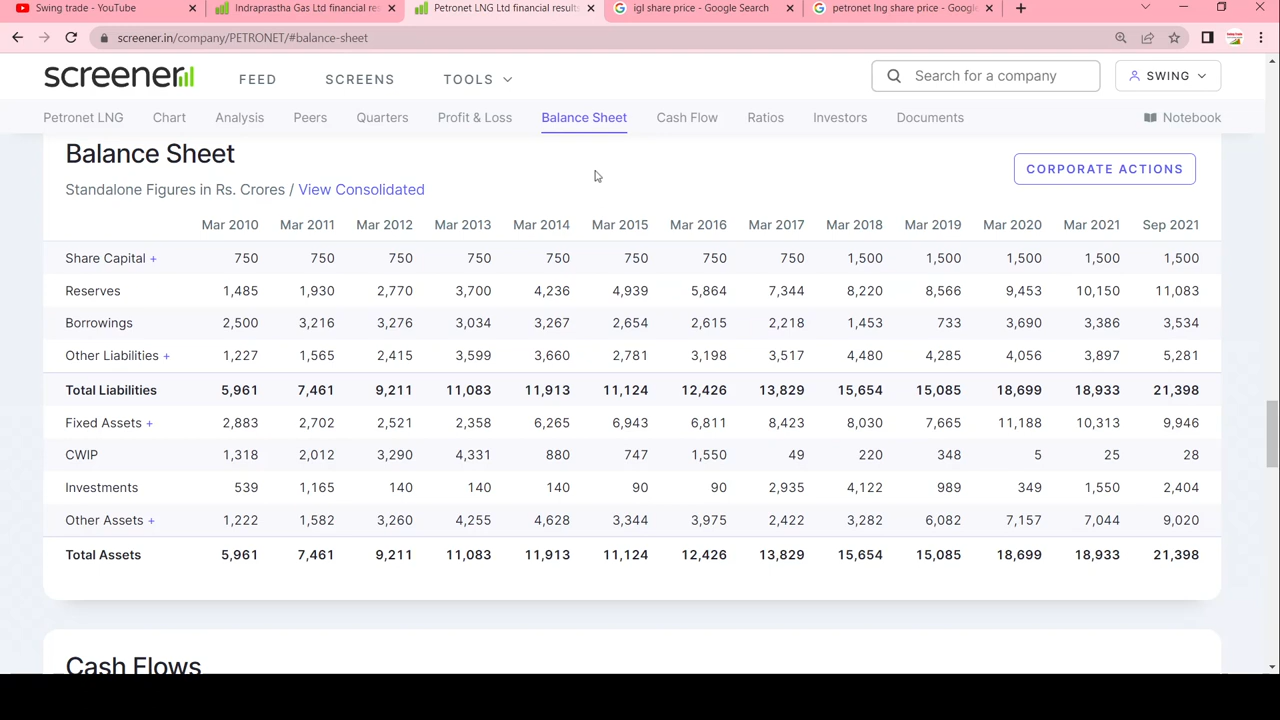 Swing trade - YouTube
Indraprastha Gas Ltd financial res
Petronet LNG Ltd financial results
igl share price - Google Search
petronet lng share price - Google
screener.in/company/PETRONET/#balance-sheet
screener FEED SCREENS TOOLS Search for a company SWING
Petronet LNG Chart Analysis Peers Quarters Profit & Loss Balance Sheet Cash Flow Ratios Investors Documents Notebook
Balance Sheet
CORPORATE ACTIONS
Standalone Figures in Rs. Crores / View Consolidated
Mar 2010 Mar 2011 Mar 2012 Mar 2013 Mar 2014 Mar 2015 Mar 2016 Mar 2017 Mar 2018 Mar 2019 Mar 2020 Mar 2021 Sep 2021
Share Capital + 750 750 750 750 750 750 750 750 1,500 1,500 1,500 1,500 1,500
Reserves 1,485 1,930 2,770 3,700 4,236 4,939 5,864 7,344 8,220 8,566 9,453 10,150 11,083
Borrowings 2,500 3,216 3,276 3,034 3,267 2,654 2,615 2,218 1,453 733 3,690 3,386 3,534
Other Liabilities + 1,227 1,565 2,415 3,599 3,660 2,781 3,198 3,517 4,480 4,285 4,056 3,897 5,281
Total Liabilities 5,961 7,461 9,211 11,083 11,913 11,124 12,426 13,829 15,654 15,085 18,699 18,933 21,398
Fixed Assets + 2,883 2,702 2,521 2,358 6,265 6,943 6,811 8,423 8,030 7,665 11,188 10,313 9,946
CWIP 1,318 2,012 3,290 4,331 880 747 1,550 49 220 348 5 25 28
Investments 539 1,165 140 140 140 90 90 2,935 4,122 989 349 1,550 2,404
Other Assets + 1,222 1,582 3,260 4,255 4,628 3,344 3,975 2,422 3,282 6,082 7,157 7,044 9,020
Total Assets 5,961 7,461 9,211 11,083 11,913 11,124 12,426 13,829 15,654 15,085 18,699 18,933 21,398
Cash Flows